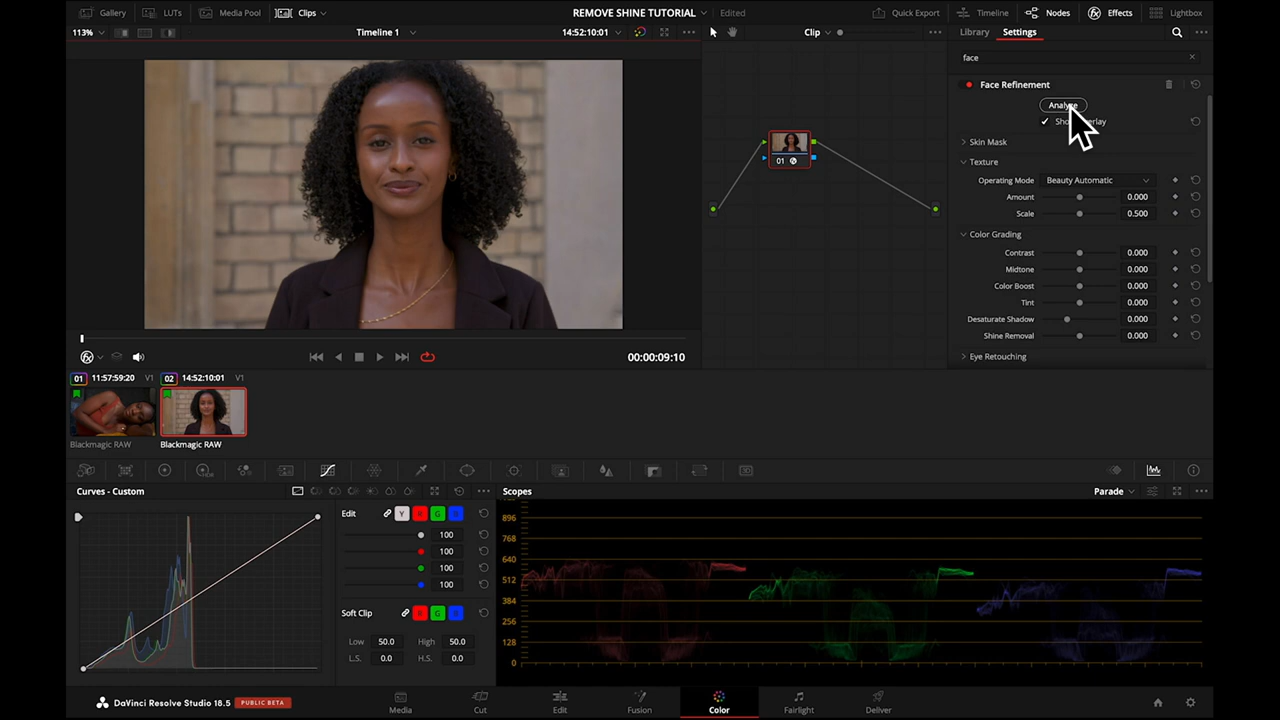 Gallery LUTs Media Pool Clips REMOVE SHINE TUTORIAL Edited Quick Export Timeline Nodes Effects Lightbox
113% Timeline 1 14:52:10:01 Clip Library Settings
face
Face Refinement
Analyze
Show Overlay
Skin Mask
Texture
Operating Mode Beauty Automatic
Amount 0.000
Scale 0.500
Color Grading
Contrast 0.000
Midtone 0.000
Color Boost 0.000
Tint 0.000
Desaturate Shadow 0.000
Shine Removal 0.000
Eye Retouching
01
00:00:09:10
01 11:57:59:20 V1 02 14:52:10:01 V1
Blackmagic RAW Blackmagic RAW
HDR
Curves - Custom
Edit Y R G B
100
100
100
100
Soft Clip R G B
Low 50.0 High 50.0
L.S. 0.0 H.S. 0.0
Scopes Parade
896
768
640
512
384
256
128
0
DaVinci Resolve Studio 18.5 PUBLIC BETA
Media Cut Edit Fusion Color Fairlight Deliver